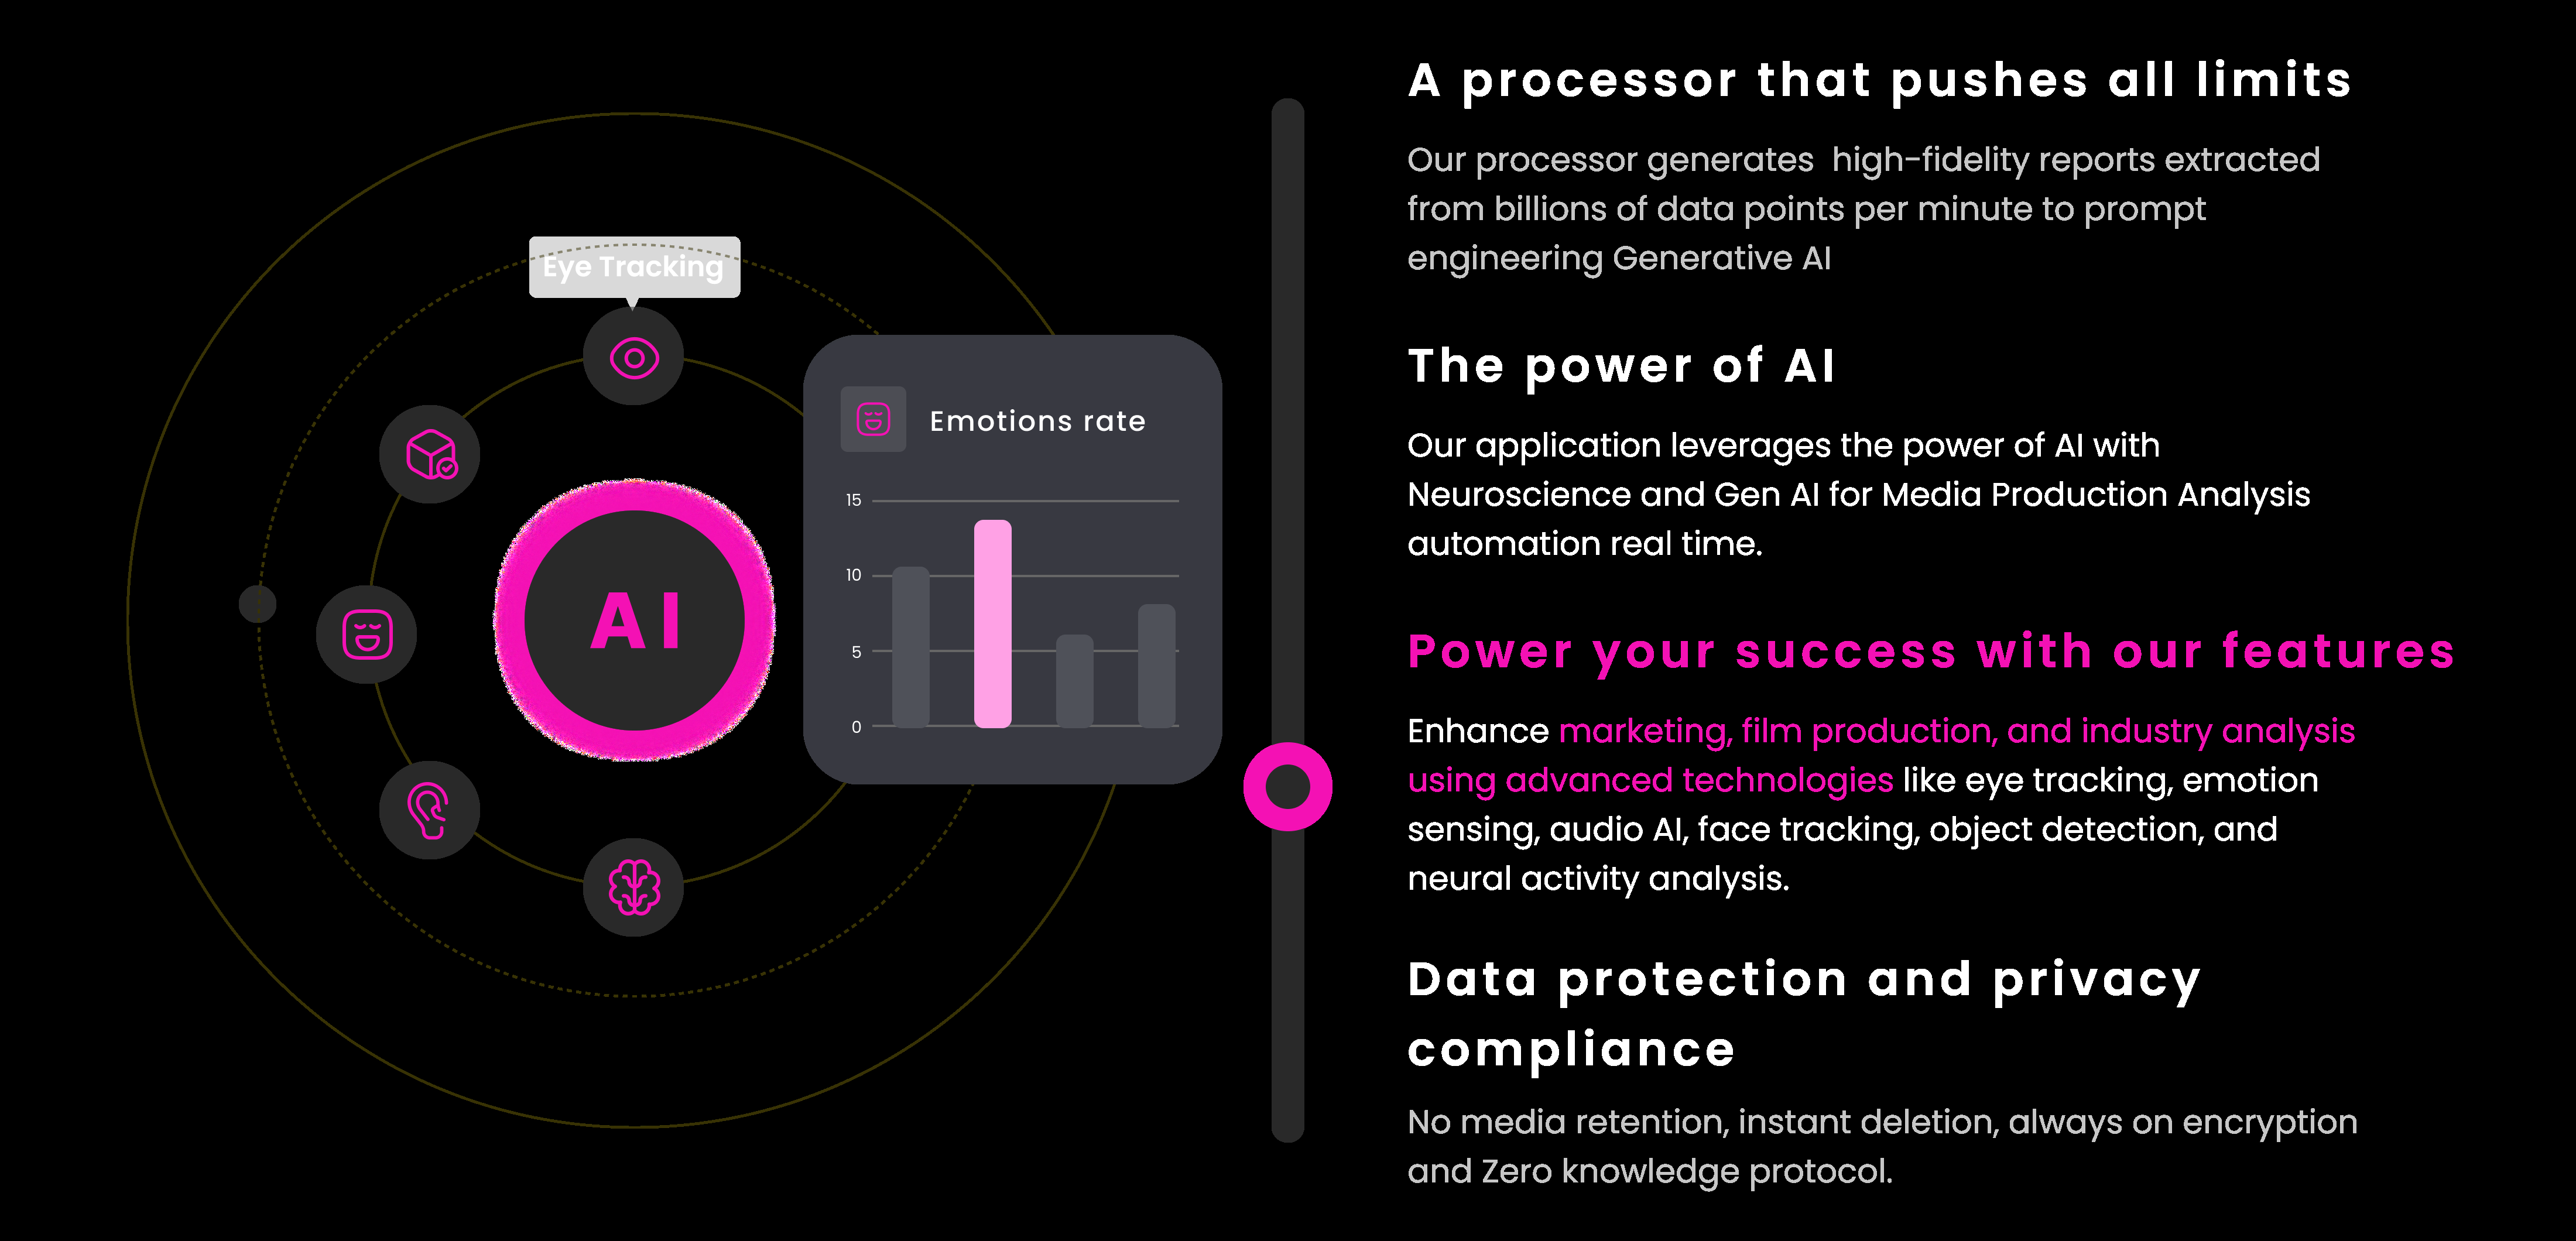 Eye Tracking
AI
Emotions rate
15
10
5
0
A processor that pushes all limits
Our processor generates  high-fidelity reports extracted
from billions of data points per minute to prompt
engineering Generative AI
The power of AI
Our application leverages the power of AI with
Neuroscience and Gen AI for Media Production Analysis
automation real time.
Power your success with our features
Enhance marketing, film production, and industry analysis
using advanced technologies like eye tracking, emotion
sensing, audio AI, face tracking, object detection, and
neural activity analysis.
Data protection and privacy
compliance
No media retention, instant deletion, always on encryption
and Zero knowledge protocol.